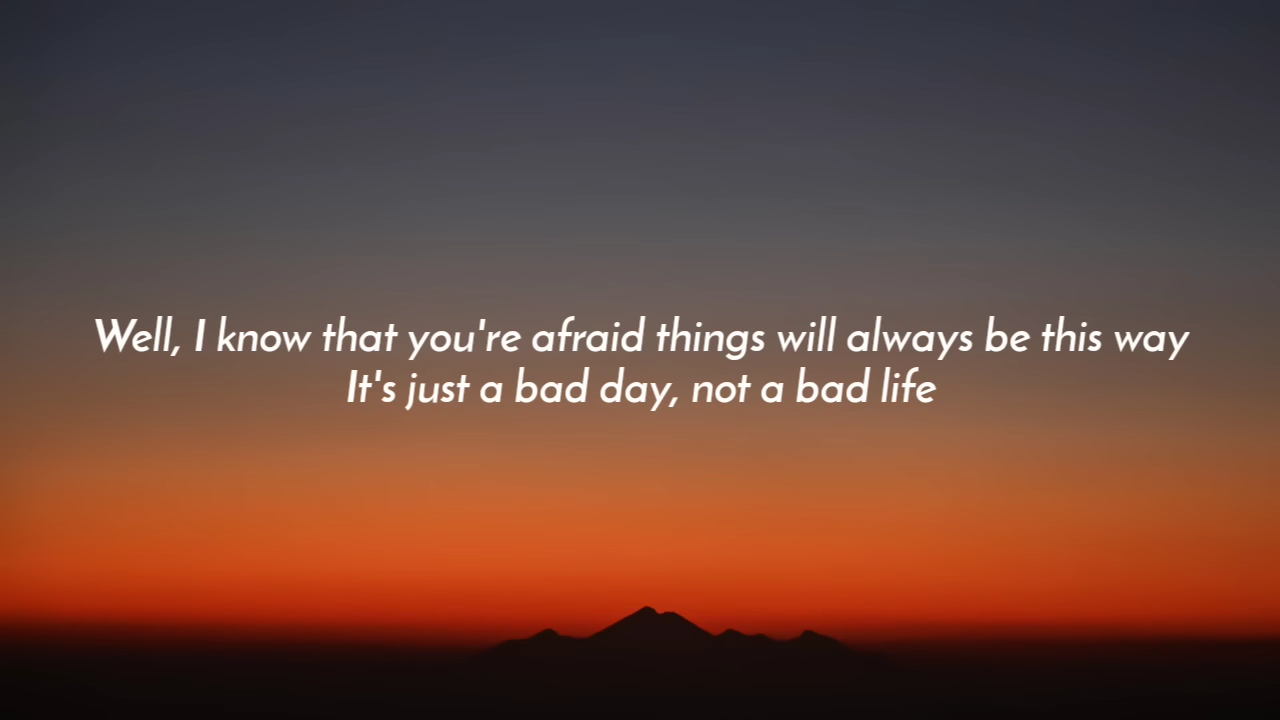 Well, I know that you're afraid things will always be this way
It's just a bad day, not a bad life